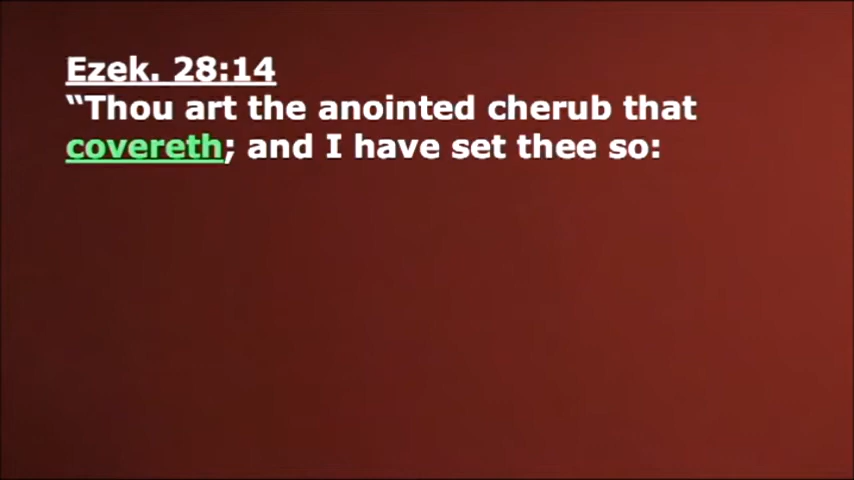 Ezek. 28:14
“Thou art the anointed cherub that
covereth; and I have set thee so: